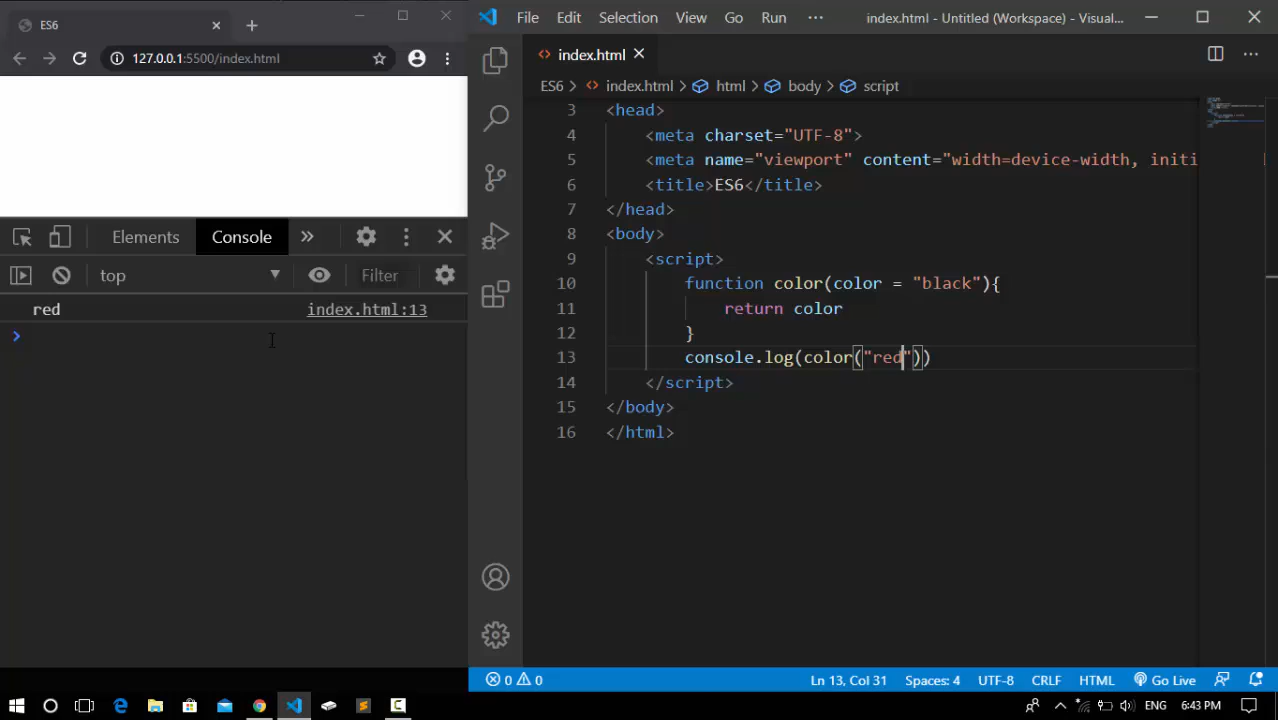 ES6
127.0.0.1:5500/index.html
Elements
Console
top
Filter
red
index.html:13
File Edit Selection View Go Run ··· index.html - Untitled (Workspace) - Visual...
index.html
ES6 > index.html > html > body > script
3 <head>
4 <meta charset="UTF-8">
5 <meta name="viewport" content="width=device-width, initi
6 <title>ES6</title>
7 </head>
8 <body>
9 <script>
10 function color(color = "black"){
11 return color
12 }
13 console.log(color("red"))
14 </script>
15 </body>
16 </html>
0 0 Ln 13, Col 31 Spaces: 4 UTF-8 CRLF HTML Go Live
ENG 6:43 PM